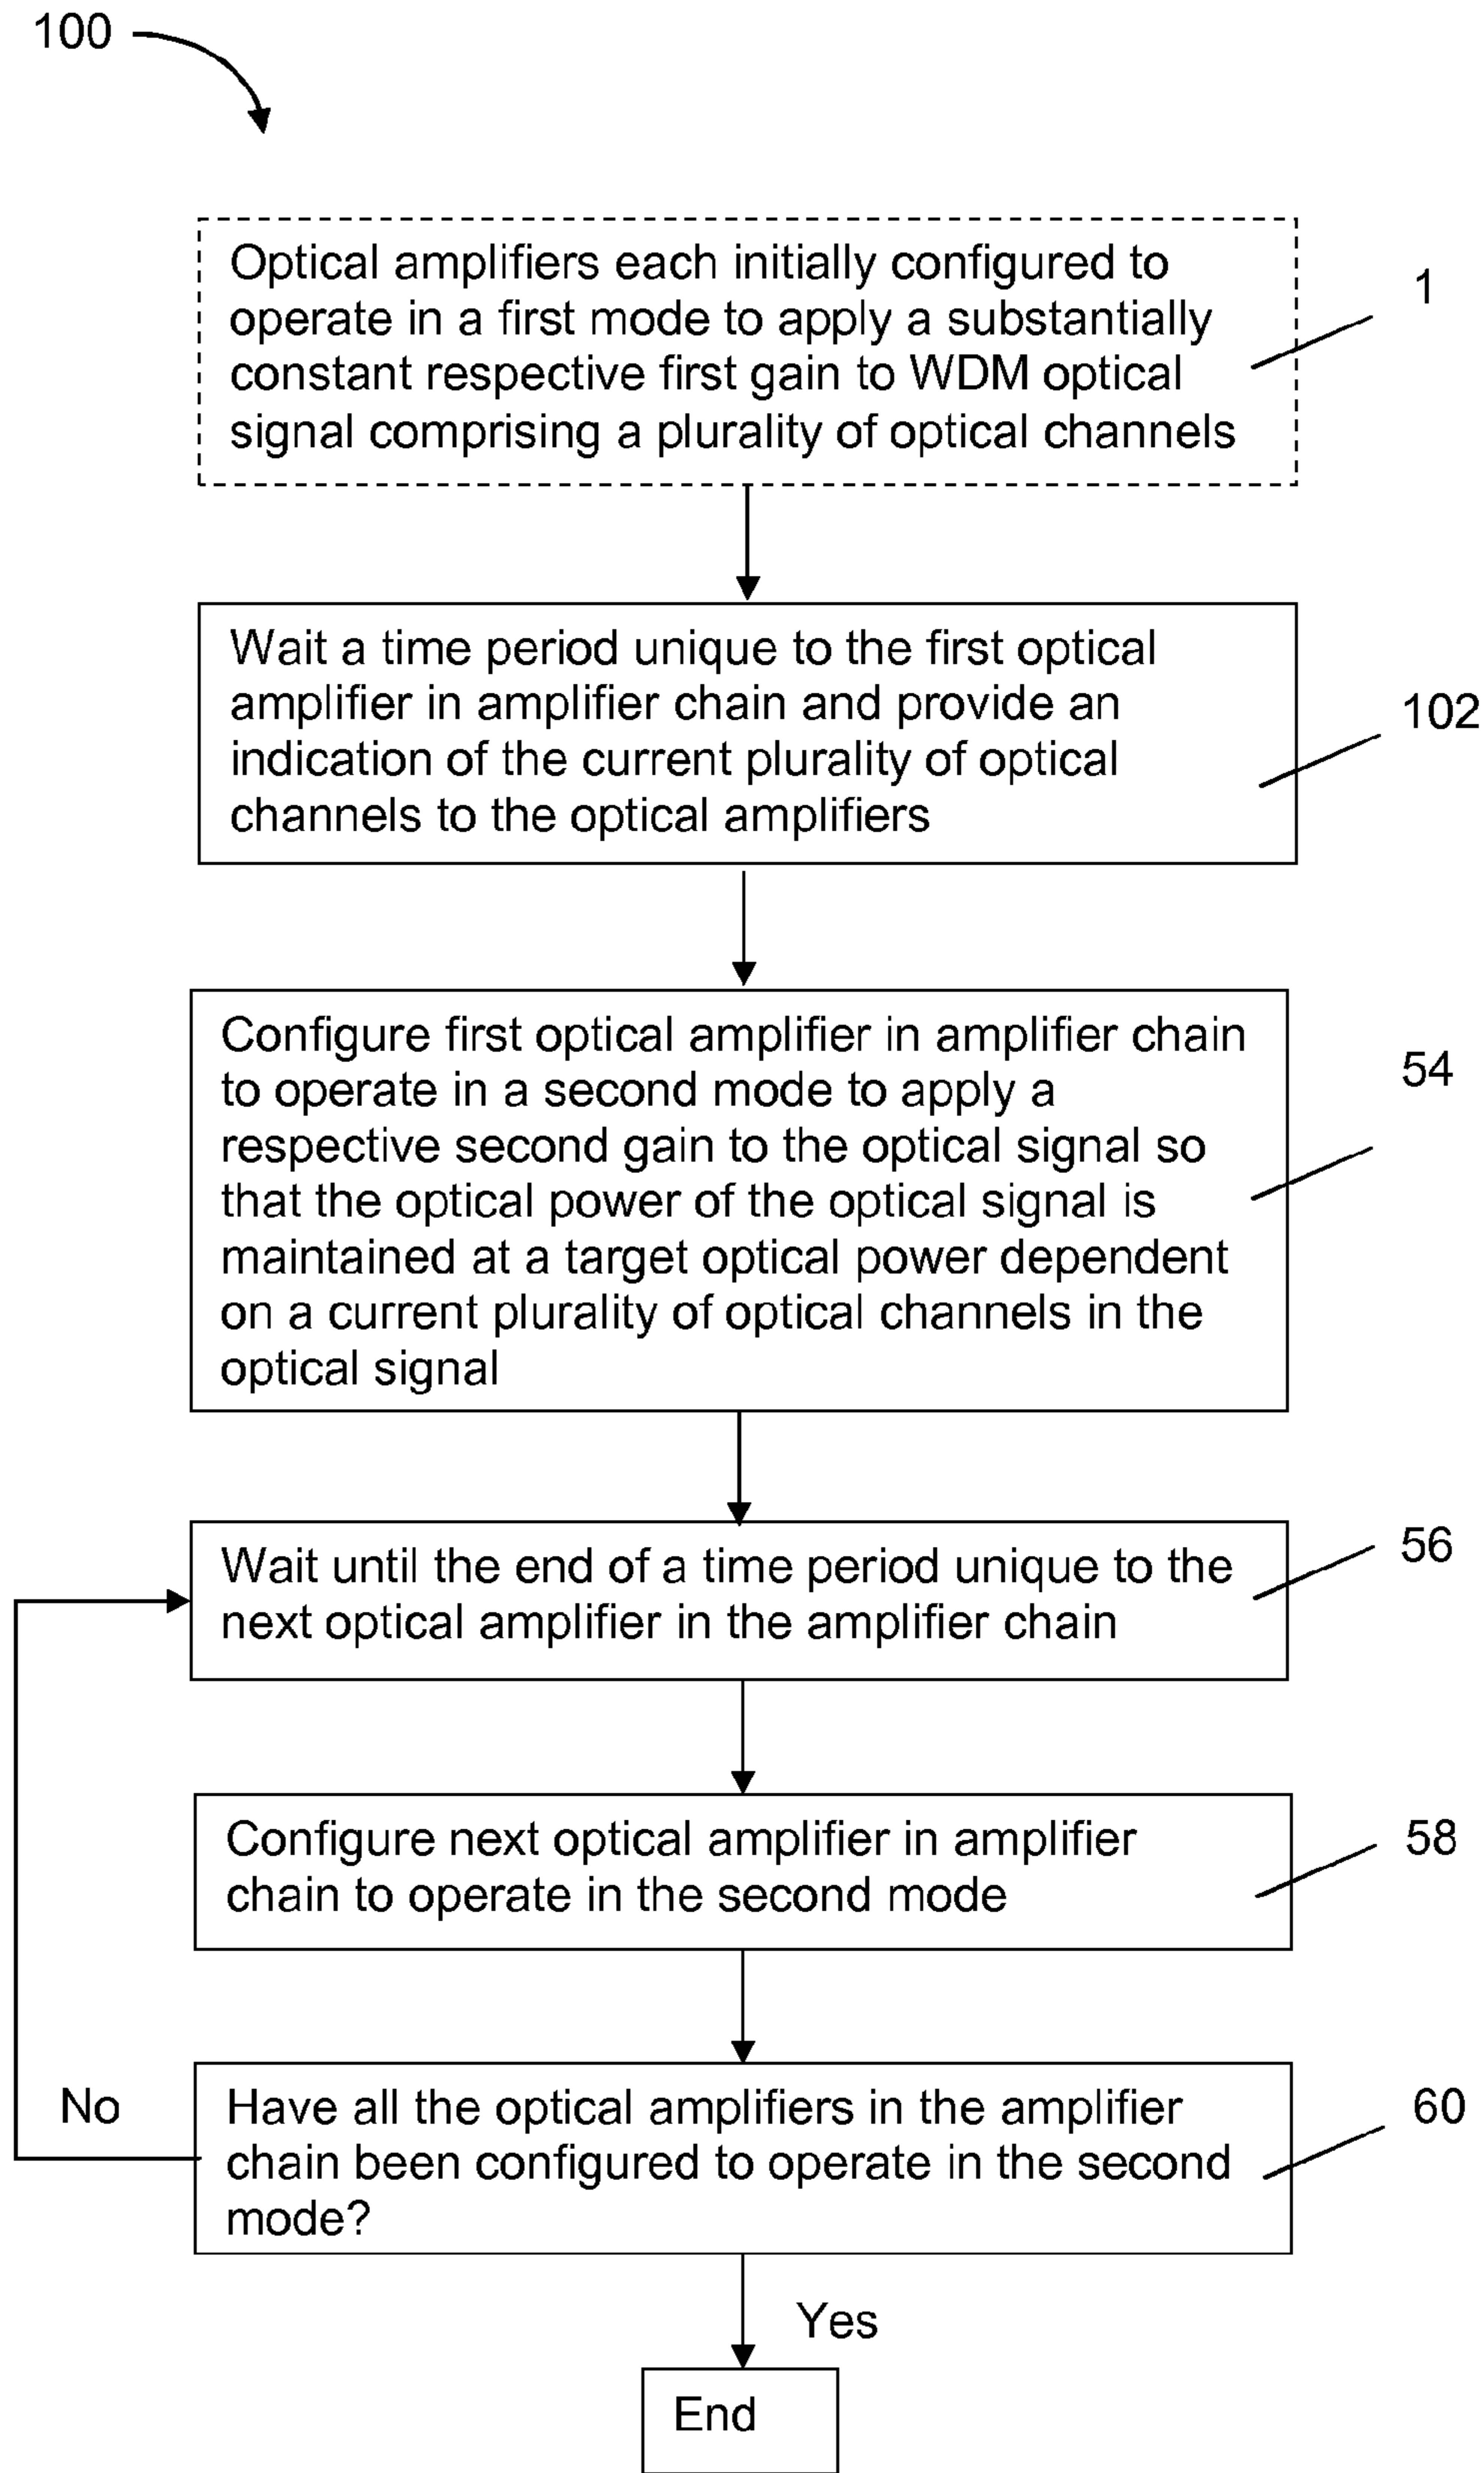 100
Optical amplifiers each initially configured to
operate in a first mode to apply a substantially
constant respective first gain to WDM optical
signal comprising a plurality of optical channels
1
Wait a time period unique to the first optical
amplifier in amplifier chain and provide an
indication of the current plurality of optical
channels to the optical amplifiers
102
Configure first optical amplifier in amplifier chain
to operate in a second mode to apply a
respective second gain to the optical signal so
that the optical power of the optical signal is
maintained at a target optical power dependent
on a current plurality of optical channels in the
optical signal
54
Wait until the end of a time period unique to the
next optical amplifier in the amplifier chain
56
Configure next optical amplifier in amplifier
chain to operate in the second mode
58
No
Have all the optical amplifiers in the amplifier
chain been configured to operate in the second
mode?
60
Yes
End